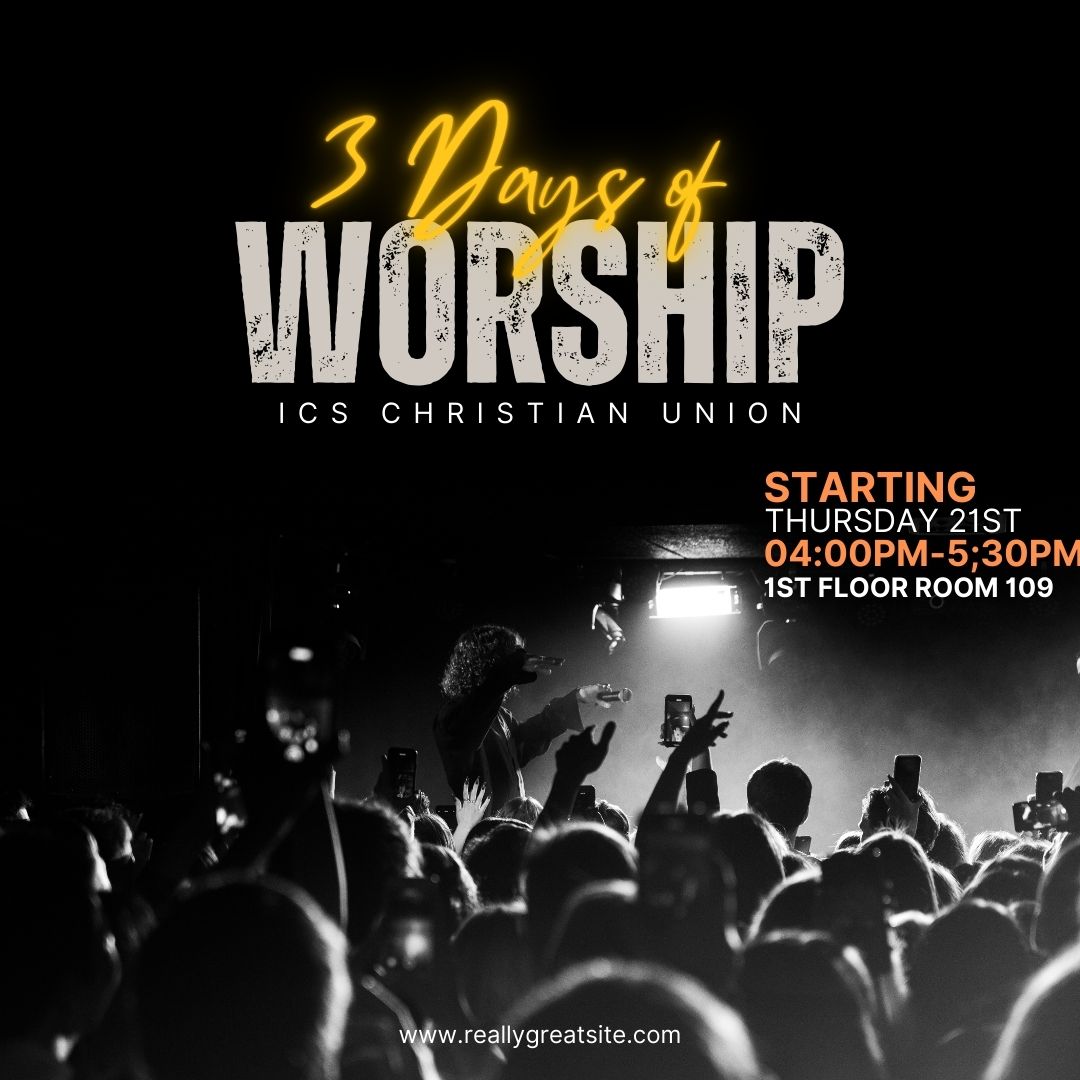 3 Days of
WORSHIP
ICS CHRISTIAN UNION
STARTING
THURSDAY 21ST
04:00PM-5;30PM
1ST FLOOR ROOM 109
www.reallygreatsite.com